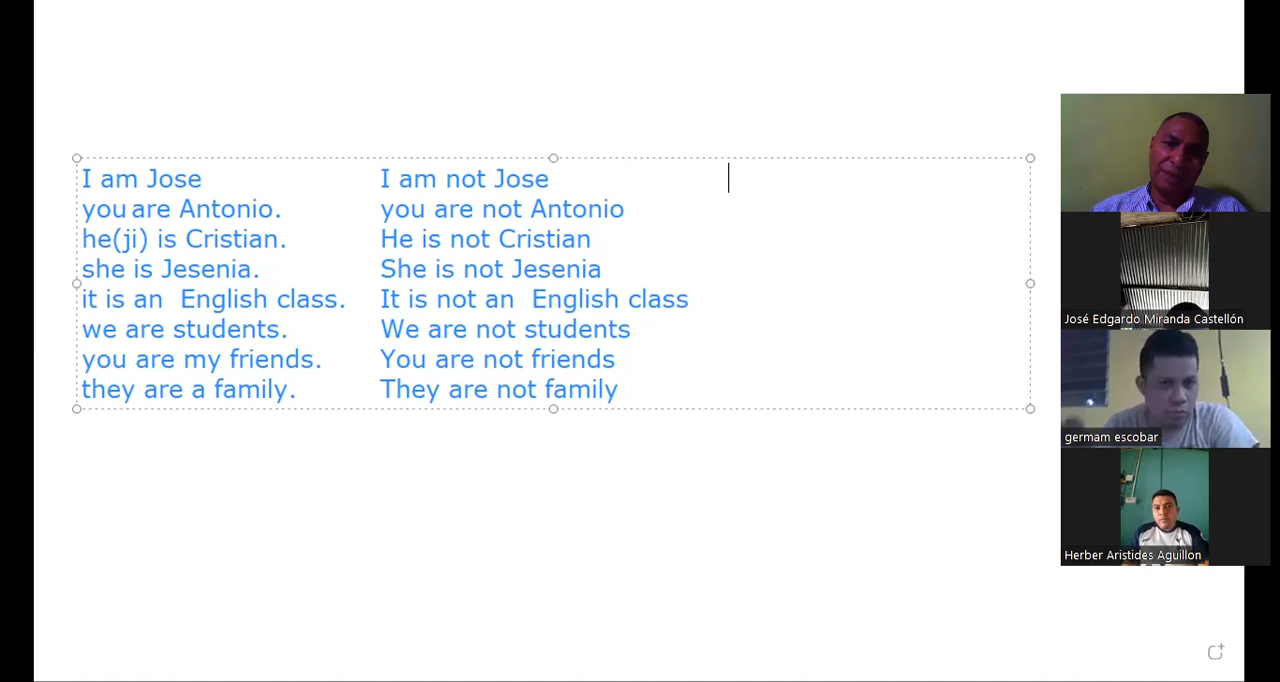 I am Jose I am not Jose
you are Antonio. you are not Antonio
he(ji) is Cristian. He is not Cristian
she is Jesenia. She is not Jesenia
it is an  English class. It is not an  English class
we are students. We are not students
you are my friends. You are not friends
they are a family. They are not family
José Edgardo Miranda Castellón
germam escobar
Herber Aristides Aguillon